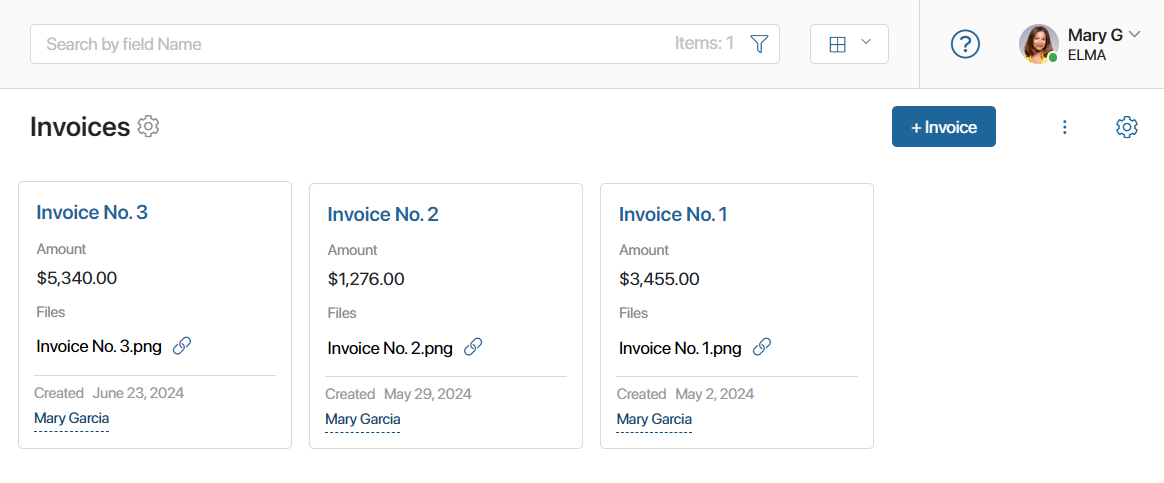 Search by field Name
Items: 1
Mary G
ELMA
Invoices
+ Invoice
Invoice No. 3
Amount
$5,340.00
Files
Invoice No. 3.png
Created June 23, 2024
Mary Garcia
Invoice No. 2
Amount
$1,276.00
Files
Invoice No. 2.png
Created May 29, 2024
Mary Garcia
Invoice No. 1
Amount
$3,455.00
Files
Invoice No. 1.png
Created May 2, 2024
Mary Garcia